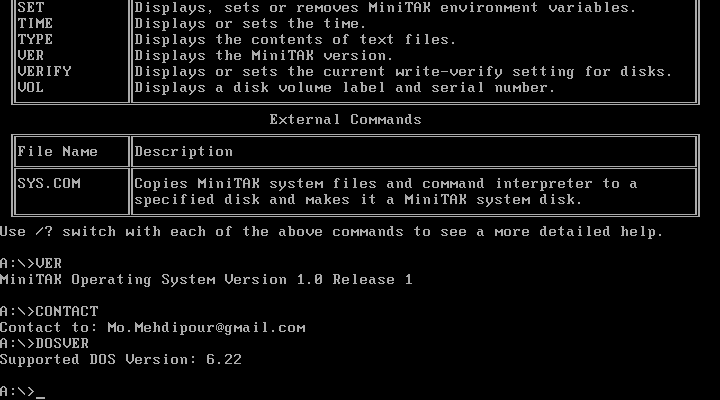 SET Displays, sets or removes MiniTAK environment variables.
TIME Displays or sets the time.
TYPE Displays the contents of text files.
VER Displays the MiniTAK version.
VERIFY Displays or sets the current write-verify setting for disks.
VOL Displays a disk volume label and serial number.
External Commands
File Name Description
SYS.COM Copies MiniTAK system files and command interpreter to a
specified disk and makes it a MiniTAK system disk.
Use /? switch with each of the above commands to see a more detailed help.
A:\>VER
MiniTAK Operating System Version 1.0 Release 1
A:\>CONTACT
Contact to: Mo.Mehdipour@gmail.com
A:\>DOSVER
Supported DOS Version: 6.22
A:\>_